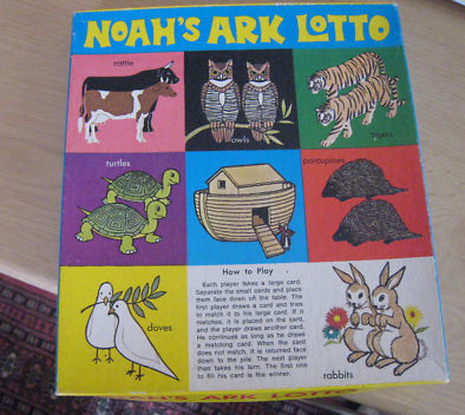 NOAH'S ARK LOTTO
cattle
owls
tigers
turtles
porcupines
How to Play
Each player takes a large card.
Separate the small cards and place
them face down on the table. The
first player draws a card and tries
to match it to his large card. If it
matches, it is placed on the card,
and the player draws another card.
He continues as long as he draws
a matching card. When the card
does not match, it is returned face
down to the pile. The next player
then takes his turn. The first one
to fill his card is the winner.
doves
rabbits
NOAH'S ARK LOTTO